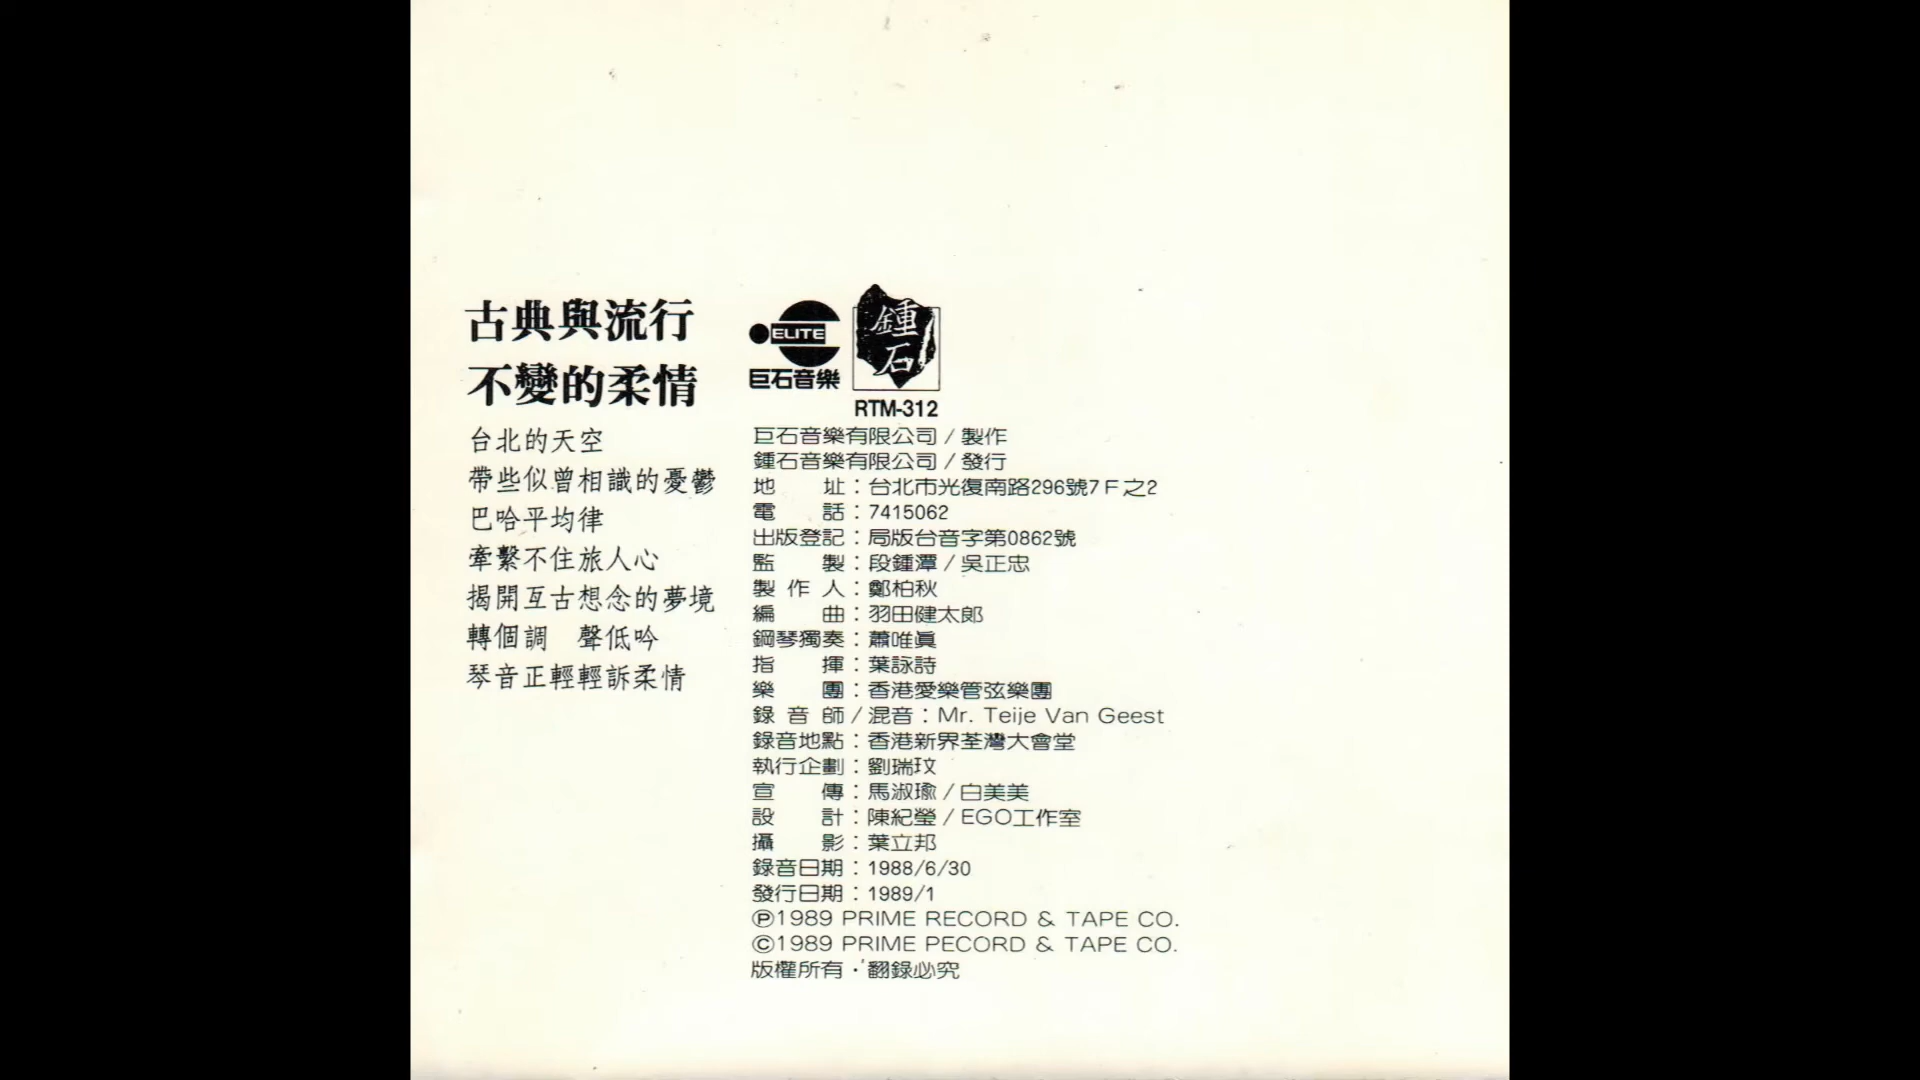 古典與流行
不變的柔情
台北的天空
帶些似曾相識的憂鬱
巴哈平均律
牽繫不住旅人心
揭開亙古想念的夢境
轉個調　聲低吟
琴音正輕輕訴柔情
ELITE
巨石音樂
鍾石
RTM-312
巨石音樂有限公司/製作
鍾石音樂有限公司/發行
地　　址：台北市光復南路296號7F之2
電　　話：7415062
出版登記：局版台音字第0862號
監　　製：段鍾潭/吳正忠
製 作 人：鄭柏秋
編　　曲：羽田健太郎
鋼琴獨奏：蕭唯眞
指　　揮：葉詠詩
樂　　團：香港愛樂管弦樂團
錄 音 師/混音：Mr. Teije Van Geest
錄音地點：香港新界荃灣大會堂
執行企劃：劉瑞玟
宣　　傳：馬淑瑜/白美美
設　　計：陳紀瑩/EGO工作室
攝　　影：葉立邦
錄音日期：1988/6/30
發行日期：1989/1
Ⓟ1989 PRIME RECORD & TAPE CO.
©1989 PRIME PECORD & TAPE CO.
版權所有·翻錄必究